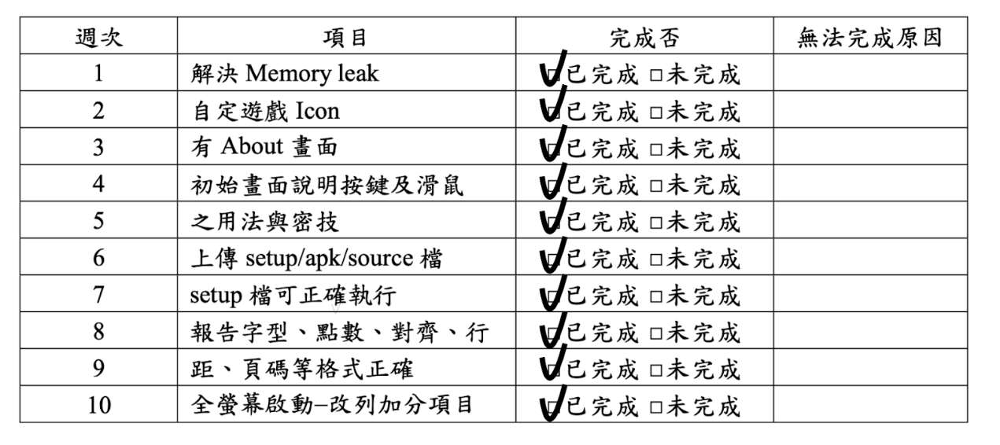 週次 項目 完成否 無法完成原因
1 解決 Memory leak □已完成 □未完成
2 自定遊戲 Icon □已完成 □未完成
3 有 About 畫面 □已完成 □未完成
4 初始畫面說明按鍵及滑鼠 □已完成 □未完成
5 之用法與密技 □已完成 □未完成
6 上傳 setup/apk/source 檔 □已完成 □未完成
7 setup 檔可正確執行 □已完成 □未完成
8 報告字型、點數、對齊、行 □已完成 □未完成
9 距、頁碼等格式正確 □已完成 □未完成
10 全螢幕啟動–改列加分項目 □已完成 □未完成